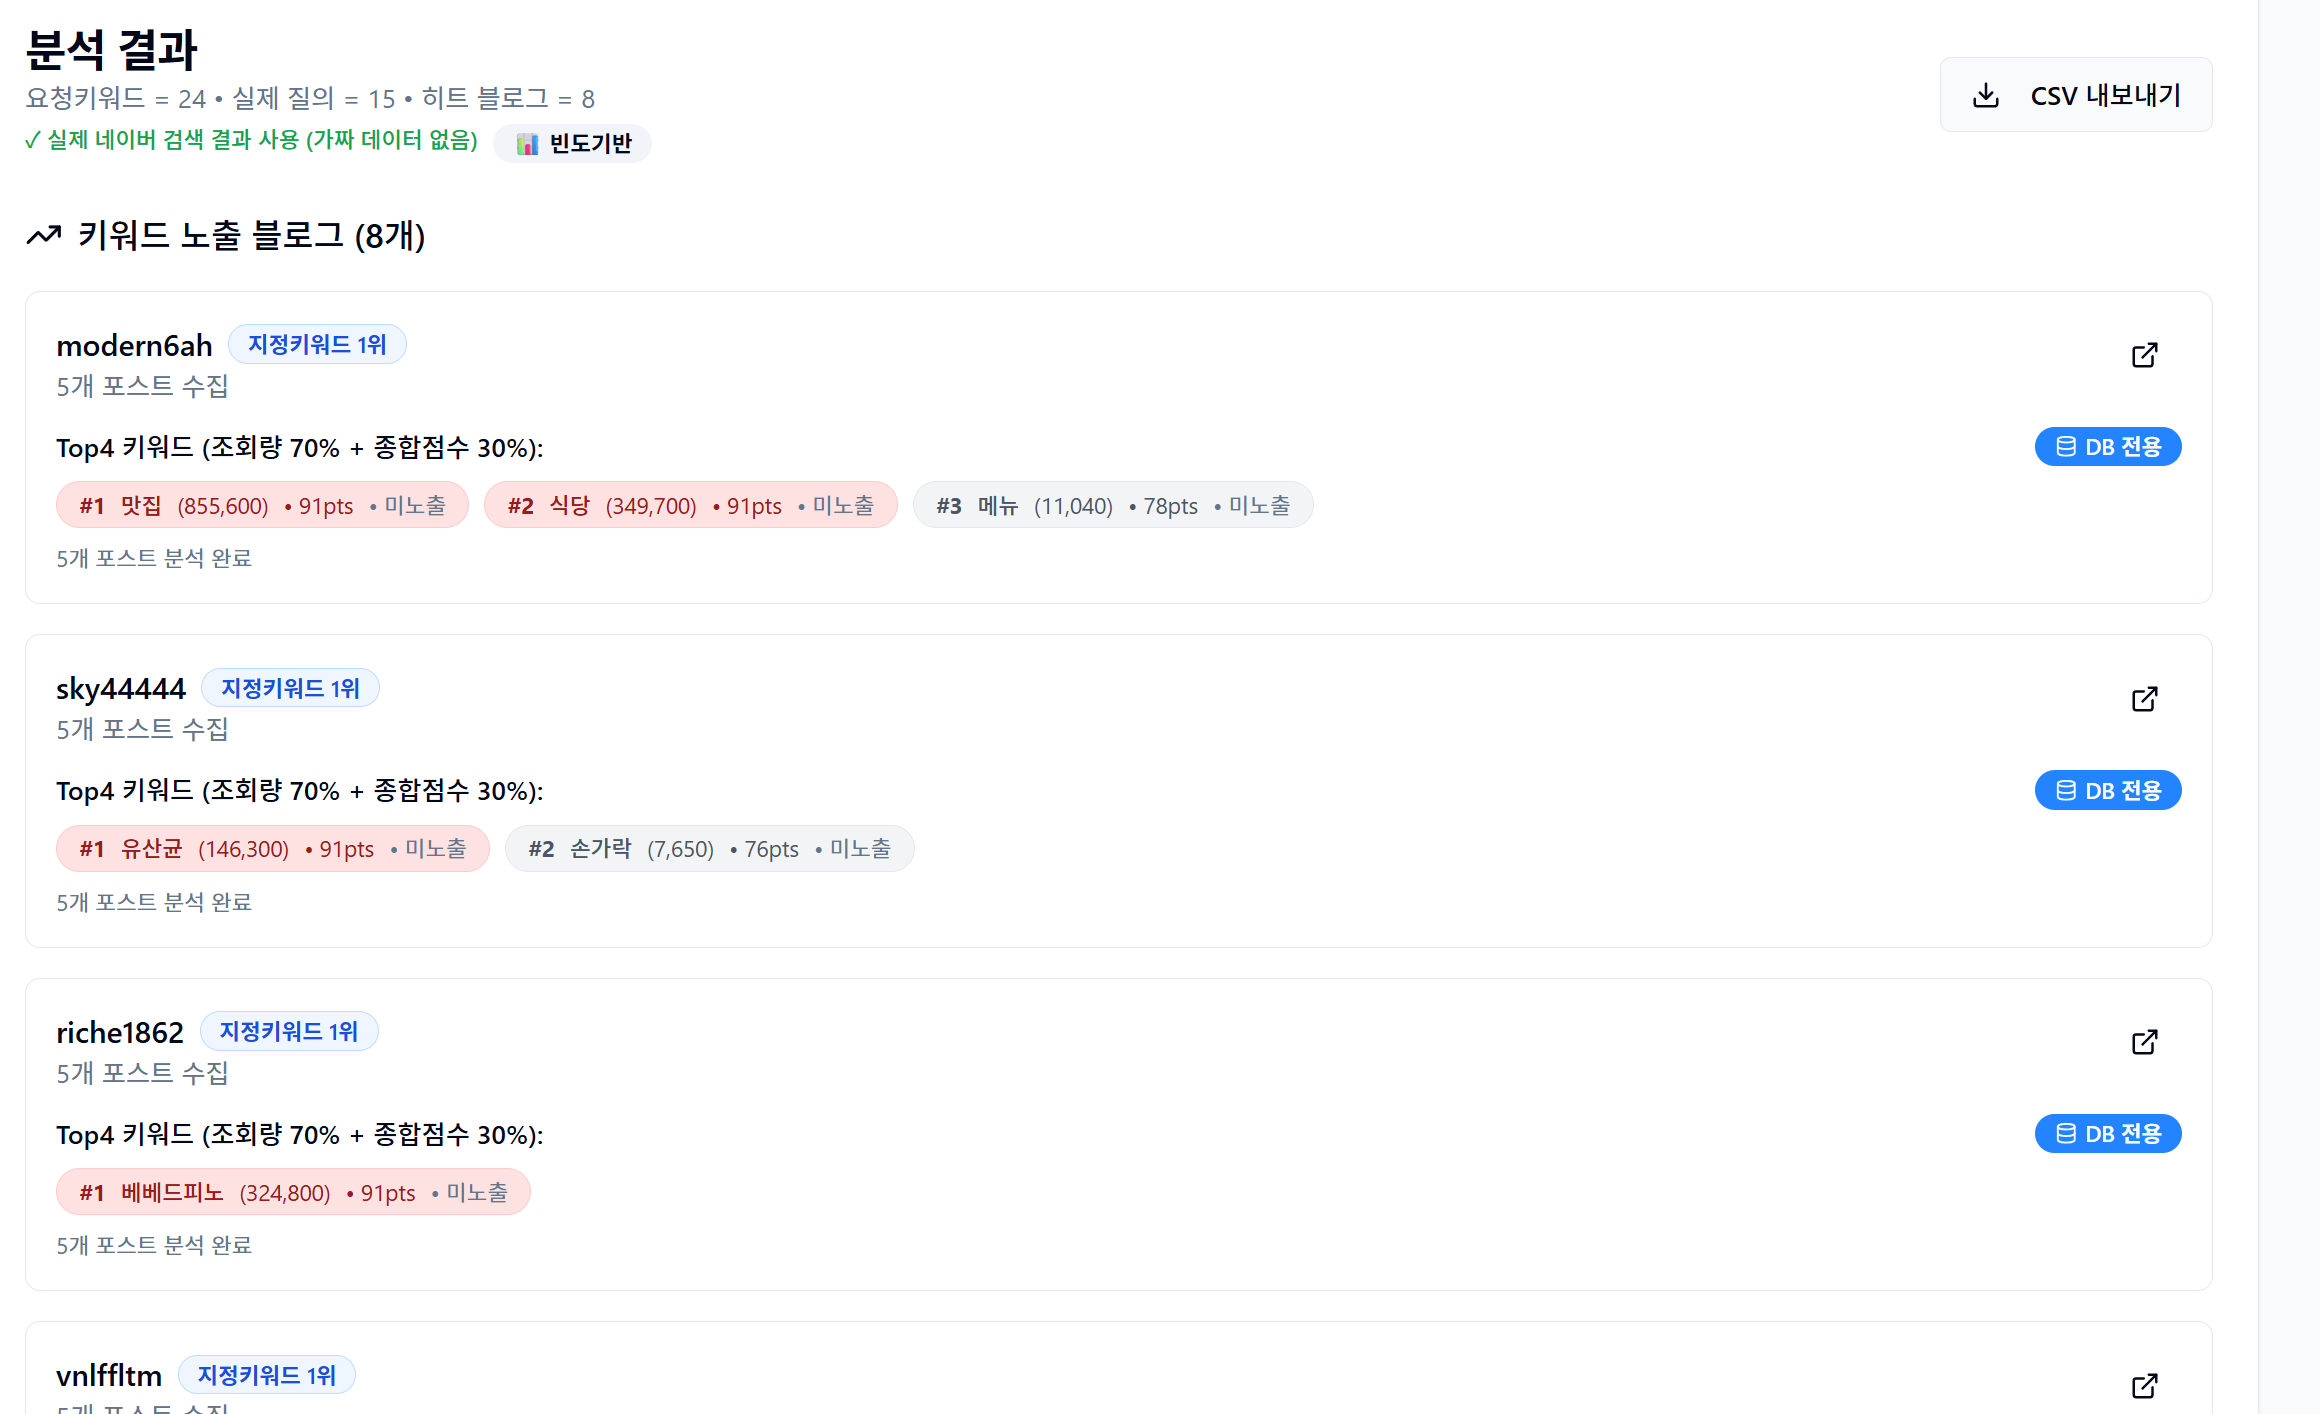 분석 결과
요청키워드 = 24 • 실제 질의 = 15 • 히트 블로그 = 8
CSV 내보내기
✓ 실제 네이버 검색 결과 사용 (가짜 데이터 없음)
빈도기반
키워드 노출 블로그 (8개)
modern6ah 지정키워드 1위
5개 포스트 수집
Top4 키워드 (조회량 70% + 종합점수 30%):
DB 전용
#1 맛집 (855,600) • 91pts • 미노출 #2 식당 (349,700) • 91pts • 미노출 #3 메뉴 (11,040) • 78pts • 미노출
5개 포스트 분석 완료
sky44444 지정키워드 1위
5개 포스트 수집
Top4 키워드 (조회량 70% + 종합점수 30%):
DB 전용
#1 유산균 (146,300) • 91pts • 미노출 #2 손가락 (7,650) • 76pts • 미노출
5개 포스트 분석 완료
riche1862 지정키워드 1위
5개 포스트 수집
Top4 키워드 (조회량 70% + 종합점수 30%):
DB 전용
#1 베베드피노 (324,800) • 91pts • 미노출
5개 포스트 분석 완료
vnlffltm 지정키워드 1위
5개 포스트 수집